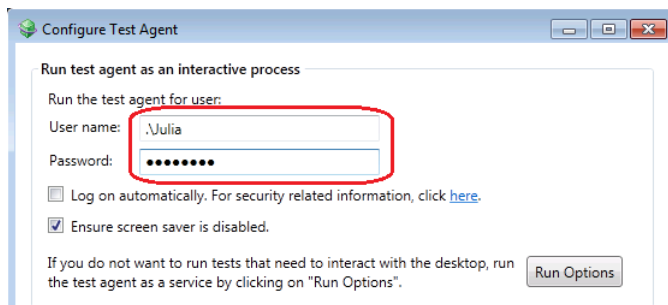 Configure Test Agent
Run test agent as an interactive process
Run the test agent for user:
User name: .\Julia
Password: ●●●●●●●●
Log on automatically. For security related information, click here.
Ensure screen saver is disabled.
If you do not want to run tests that need to interact with the desktop, run
the test agent as a service by clicking on "Run Options".
Run Options